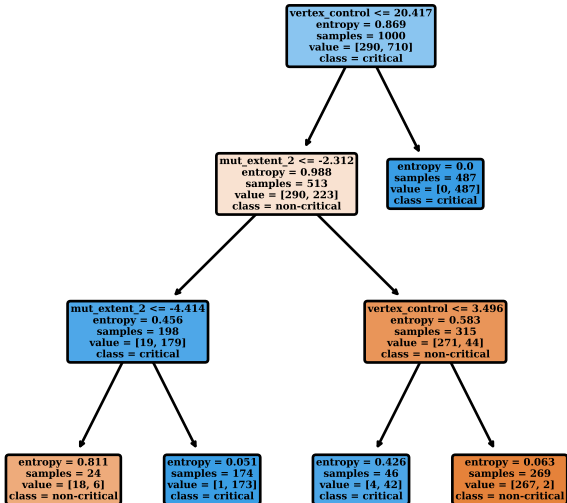 vertex_control <= 20.417
entropy = 0.869
samples = 1000
value = [290, 710]
class = critical
mut_extent_2 <= -2.312
entropy = 0.988
samples = 513
value = [290, 223]
class = non-critical
entropy = 0.0
samples = 487
value = [0, 487]
class = critical
mut_extent_2 <= -4.414
entropy = 0.456
samples = 198
value = [19, 179]
class = critical
vertex_control <= 3.496
entropy = 0.583
samples = 315
value = [271, 44]
class = non-critical
entropy = 0.811
samples = 24
value = [18, 6]
class = non-critical
entropy = 0.051
samples = 174
value = [1, 173]
class = critical
entropy = 0.426
samples = 46
value = [4, 42]
class = critical
entropy = 0.063
samples = 269
value = [267, 2]
class = non-critical